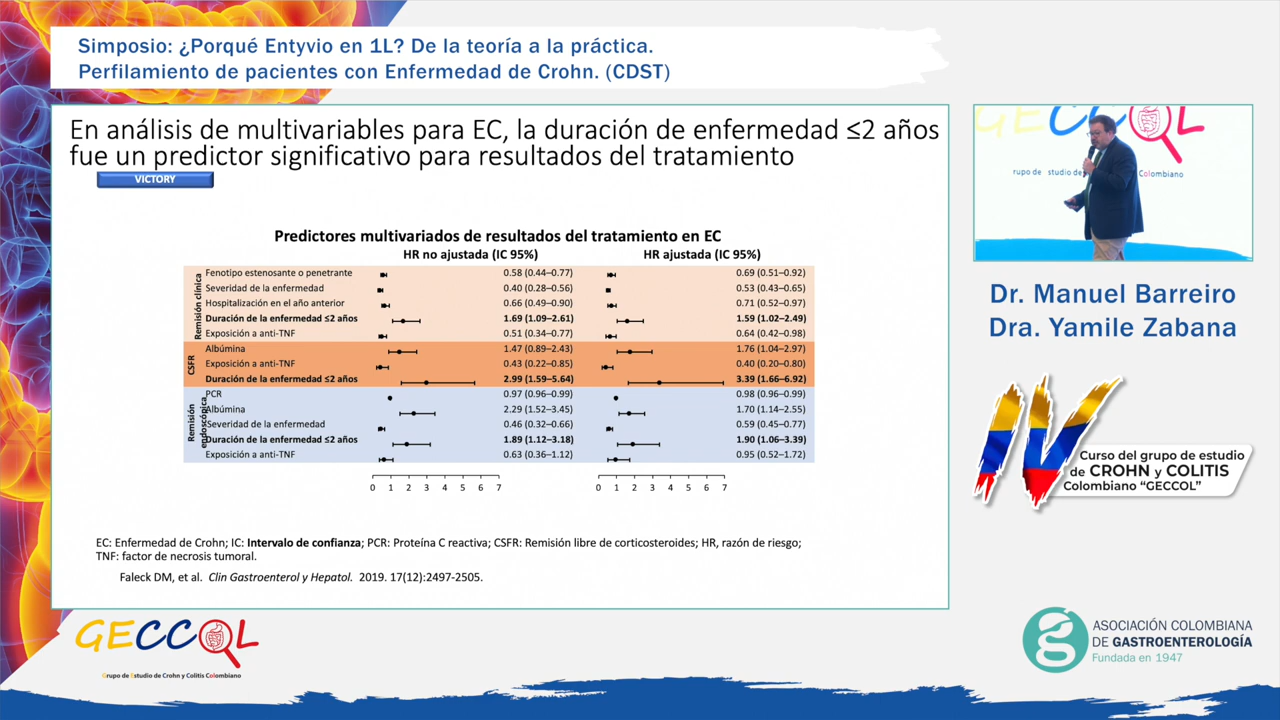 Simposio: ¿Porqué Entyvio en 1L? De la teoría a la práctica.
Perfilamiento de pacientes con Enfermedad de Crohn. (CDST)
En análisis de multivariables para EC, la duración de enfermedad ≤2 años
fue un predictor significativo para resultados del tratamiento
VICTORY
Predictores multivariados de resultados del tratamiento en EC
HR no ajustada (IC 95%) HR ajustada (IC 95%)
Remisión clínica
Fenotipo estenosante o penetrante 0.58 (0.44–0.77) 0.69 (0.51–0.92)
Severidad de la enfermedad 0.40 (0.28–0.56) 0.53 (0.43–0.65)
Hospitalización en el año anterior 0.66 (0.49–0.90) 0.71 (0.52–0.97)
Duración de la enfermedad ≤2 años 1.69 (1.09–2.61) 1.59 (1.02–2.49)
Exposición a anti-TNF 0.51 (0.34–0.77) 0.64 (0.42–0.98)
CSFR
Albúmina 1.47 (0.89–2.43) 1.76 (1.04–2.97)
Exposición a anti-TNF 0.43 (0.22–0.85) 0.40 (0.20–0.80)
Duración de la enfermedad ≤2 años 2.99 (1.59–5.64) 3.39 (1.66–6.92)
Remisión
endoscópica
PCR 0.97 (0.96–0.99) 0.98 (0.96–0.99)
Albúmina 2.29 (1.52–3.45) 1.70 (1.14–2.55)
Severidad de la enfermedad 0.46 (0.32–0.66) 0.59 (0.45–0.77)
Duración de la enfermedad ≤2 años 1.89 (1.12–3.18) 1.90 (1.06–3.39)
Exposición a anti-TNF 0.63 (0.36–1.12) 0.95 (0.52–1.72)
0 1 2 3 4 5 6 7 0 1 2 3 4 5 6 7
EC: Enfermedad de Crohn; IC: Intervalo de confianza; PCR: Proteína C reactiva; CSFR: Remisión libre de corticosteroides; HR, razón de riesgo;
TNF: factor de necrosis tumoral.
Faleck DM, et al. Clin Gastroenterol y Hepatol. 2019. 17(12):2497-2505.
GECCOL
rupo de studio de Colombiano
Dr. Manuel Barreiro
Dra. Yamile Zabana
IV
Curso del grupo de estudio
de CROHN y COLITIS
Colombiano “GECCOL”
GECCOL
Grupo de Estudio de Crohn y Colitis Colombiano
ASOCIACIÓN COLOMBIANA
DE GASTROENTEROLOGÍA
Fundada en 1947